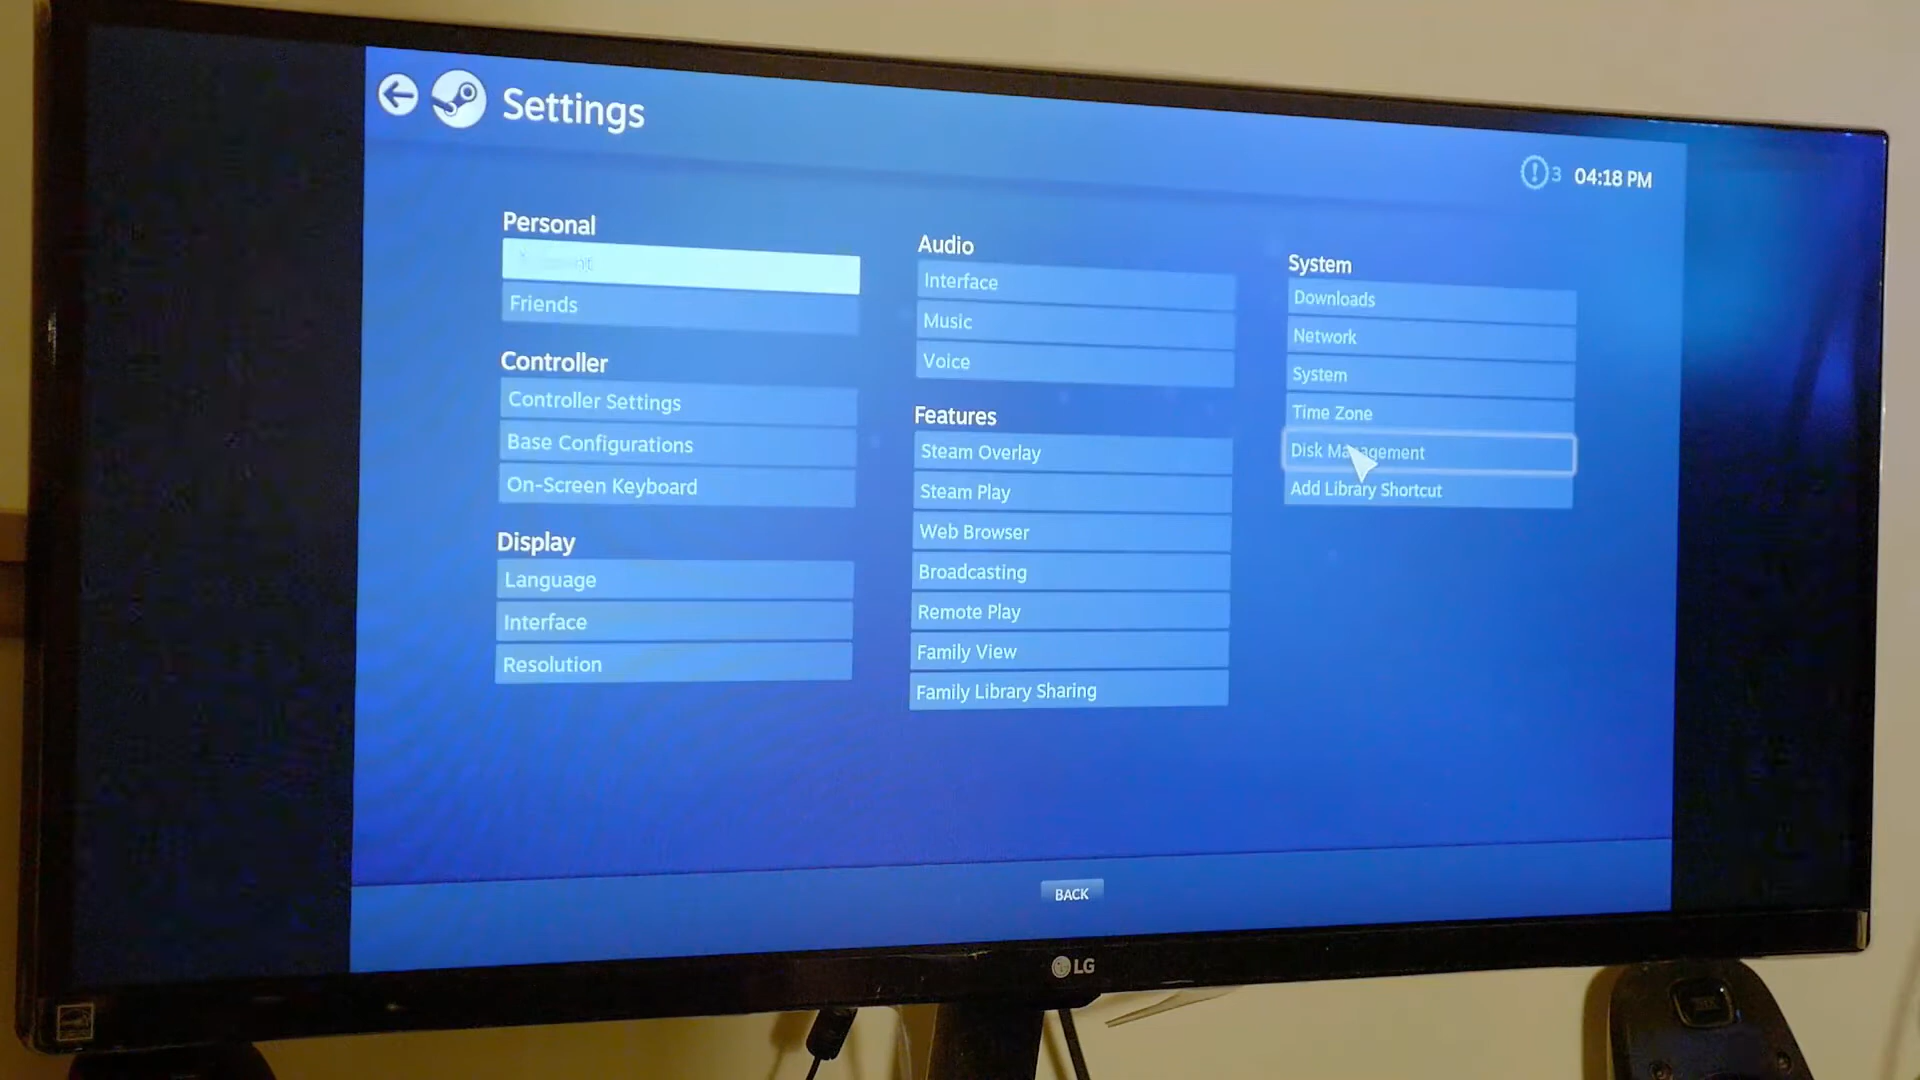 Settings
3 04:18 PM
Personal
Friends
Controller
Controller Settings
Base Configurations
On-Screen Keyboard
Display
Language
Interface
Resolution
Audio
Interface
Music
Voice
Features
Steam Overlay
Steam Play
Web Browser
Broadcasting
Remote Play
Family View
Family Library Sharing
System
Downloads
Network
System
Time Zone
Disk Management
Add Library Shortcut
BACK
LG